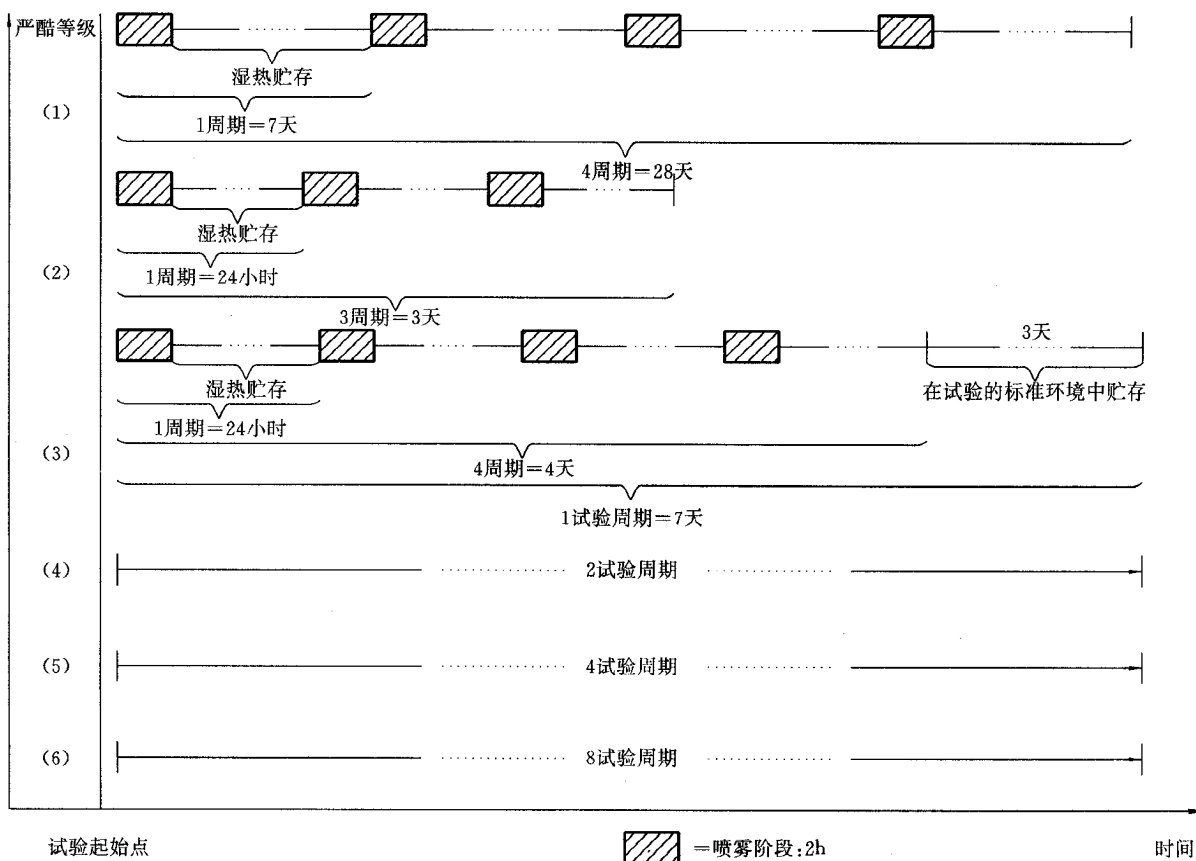 严酷等级
湿热贮存
(1)
1周期=7天
4周期=28天
湿热贮存
(2)
1周期=24小时
3周期=3天
3天
湿热贮存
在试验的标准环境中贮存
1周期=24小时
(3)
4周期=4天
1试验周期=7天
(4)
2试验周期
(5)
4试验周期
(6)
8试验周期
试验起始点
=喷雾阶段:2h
时间